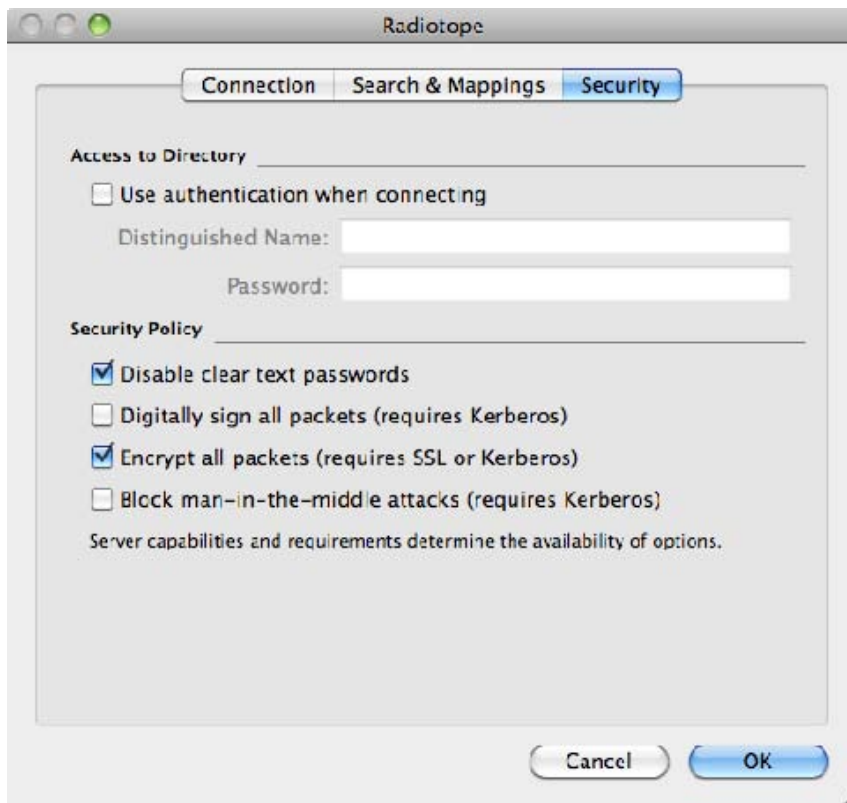 Radiotope
Connection Search & Mappings Security
Access to Directory
Use authentication when connecting
Distinguished Name:
Password:
Security Policy
Disable clear text passwords
Digitally sign all packets (requires Kerberos)
Encrypt all packets (requires SSL or Kerberos)
Block man-in-the-middle attacks (requires Kerberos)
Server capabilities and requirements determine the availability of options.
Cancel OK